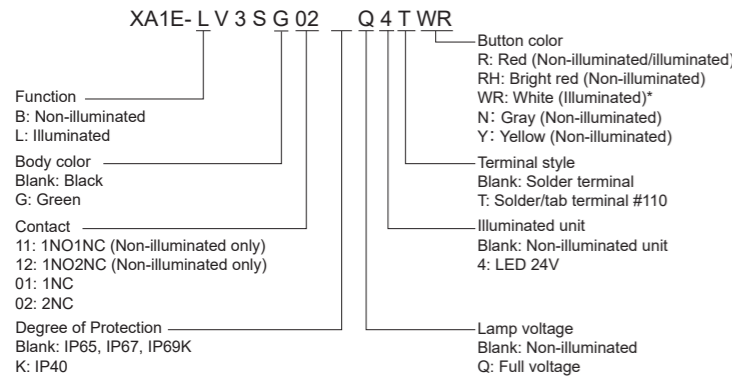 XA1E- L V 3 S G 02 Q 4 T WR
Function
B: Non-illuminated
L: Illuminated
Body color
Blank: Black
G: Green
Contact
11: 1NO1NC (Non-illuminated only)
12: 1NO2NC (Non-illuminated only)
01: 1NC
02: 2NC
Degree of Protection
Blank: IP65, IP67, IP69K
K: IP40
Button color
R: Red (Non-illuminated/illuminated)
RH: Bright red (Non-illuminated)
WR: White (Illuminated)*
N: Gray (Non-illuminated)
Y: Yellow (Non-illuminated)
Terminal style
Blank: Solder terminal
T: Solder/tab terminal #110
Illuminated unit
Blank: Non-illuminated unit
4: LED 24V
Lamp voltage
Blank: Non-illuminated
Q: Full voltage